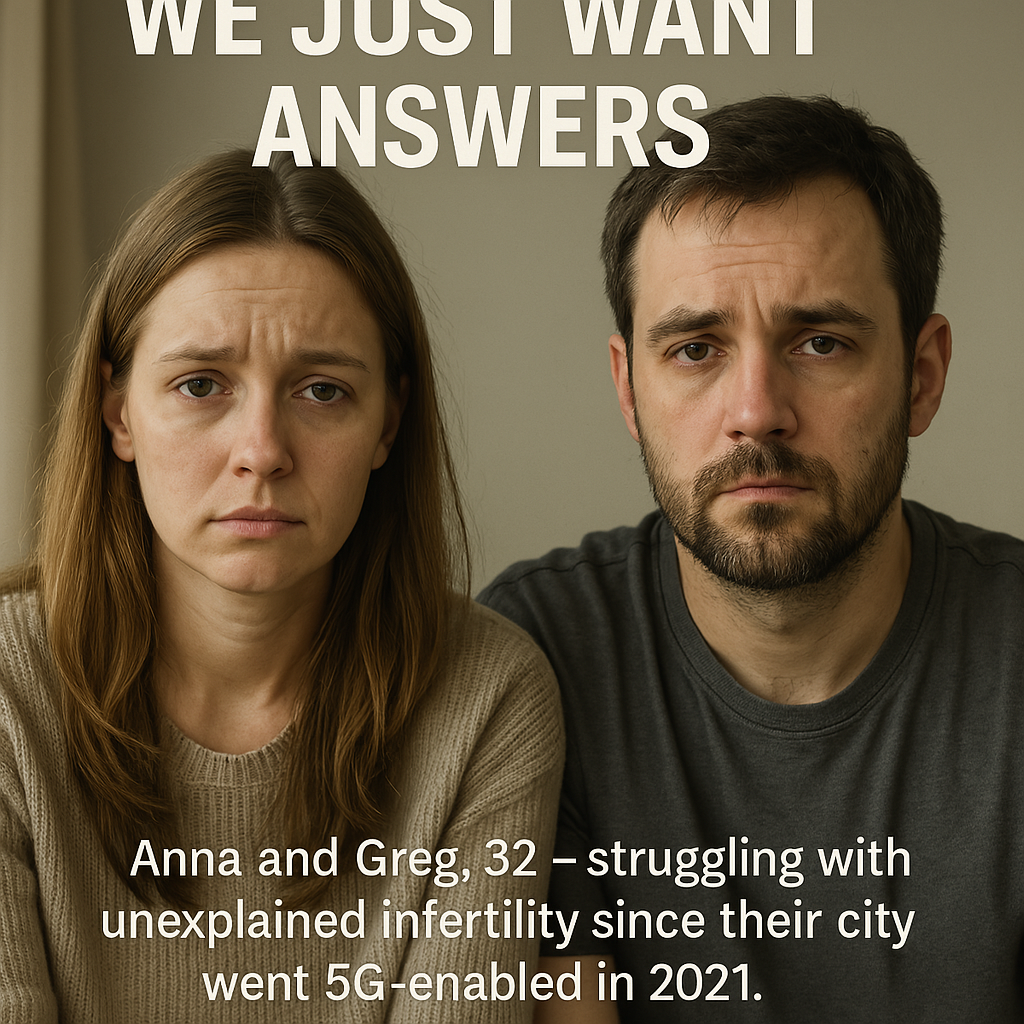 WE JUST WANT
ANSWERS
Anna and Greg, 32 – struggling with
unexplained infertility since their city
went 5G-enabled in 2021.